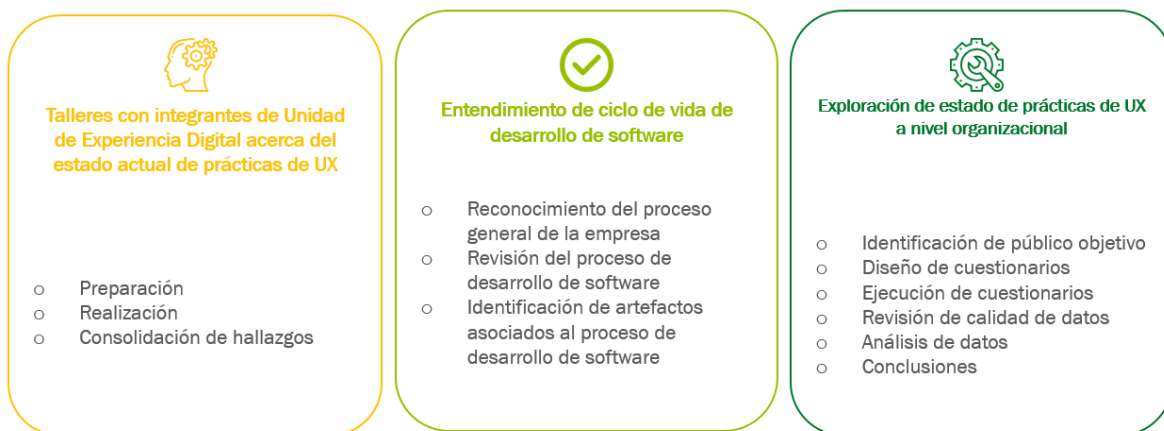 Talleres con integrantes de Unidad
de Experiencia Digital acerca del
estado actual de prácticas de UX
o Preparación
o Realización
o Consolidación de hallazgos
Entendimiento de ciclo de vida de
desarrollo de software
o Reconocimiento del proceso
general de la empresa
o Revisión del proceso de
desarrollo de software
o Identificación de artefactos
asociados al proceso de
desarrollo de software
Exploración de estado de prácticas de UX
a nivel organizacional
o Identificación de público objetivo
o Diseño de cuestionarios
o Ejecución de cuestionarios
o Revisión de calidad de datos
o Análisis de datos
o Conclusiones